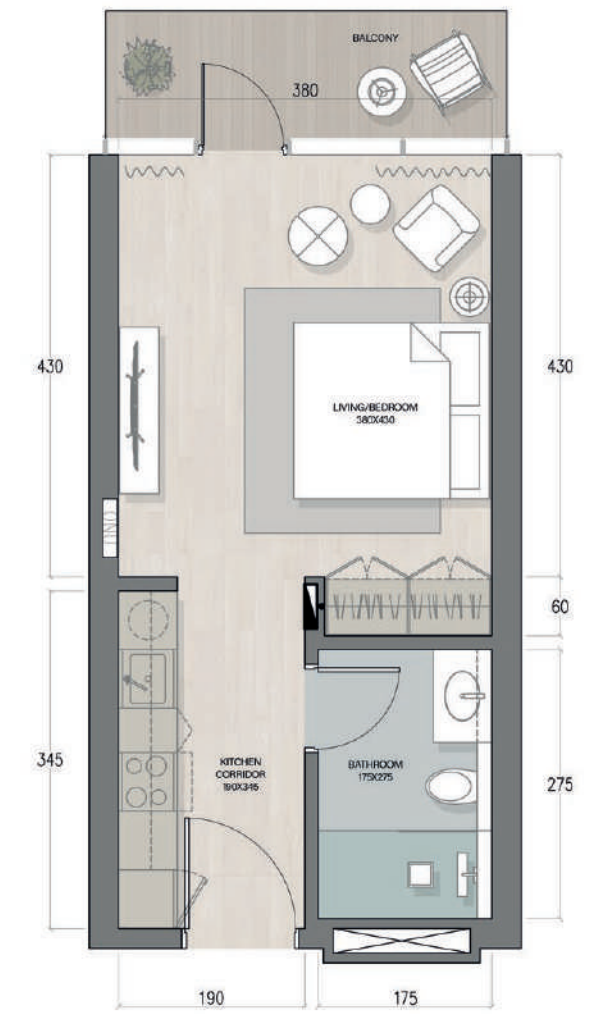 BALCONY
380
430
430
LIVING/BEDROOM
380X430
60
345
KITCHEN
CORRIDOR
190X345
BATHROOM
175X275
275
190
175